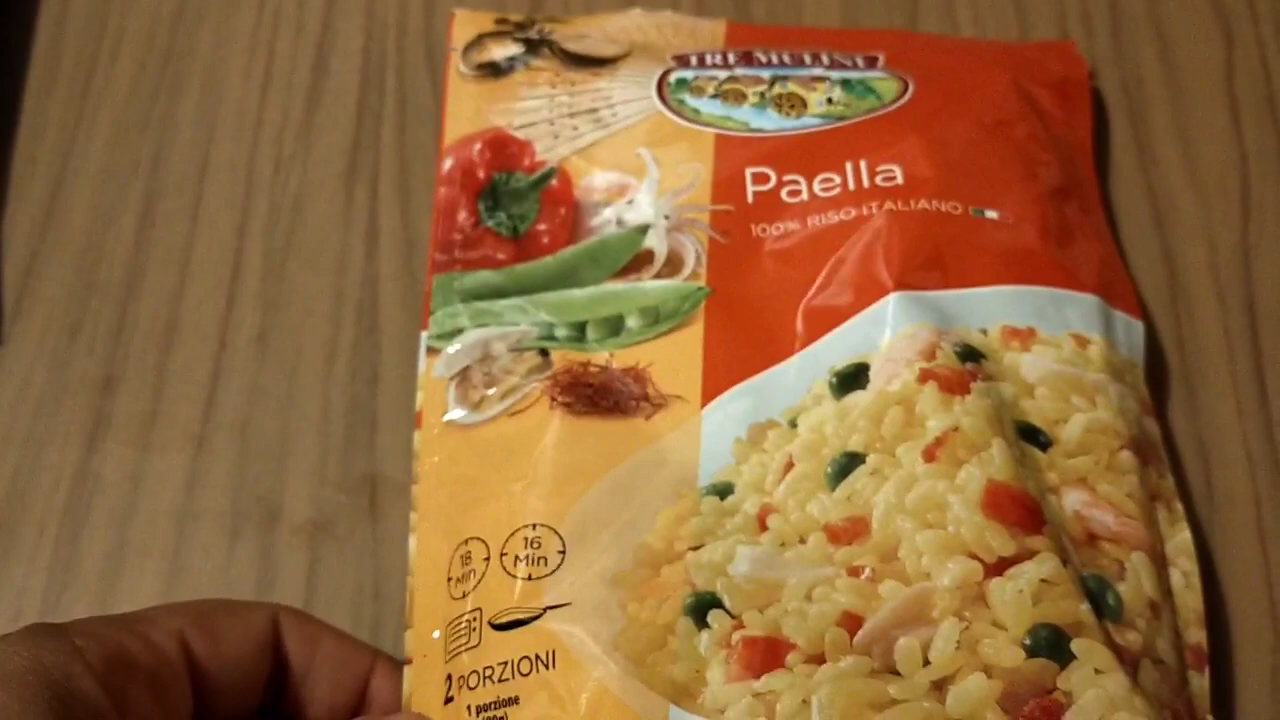 TRE MULINI
Paella
100% RISO ITALIANO
18
Min
16
Min
2 PORZIONI
1 porzione